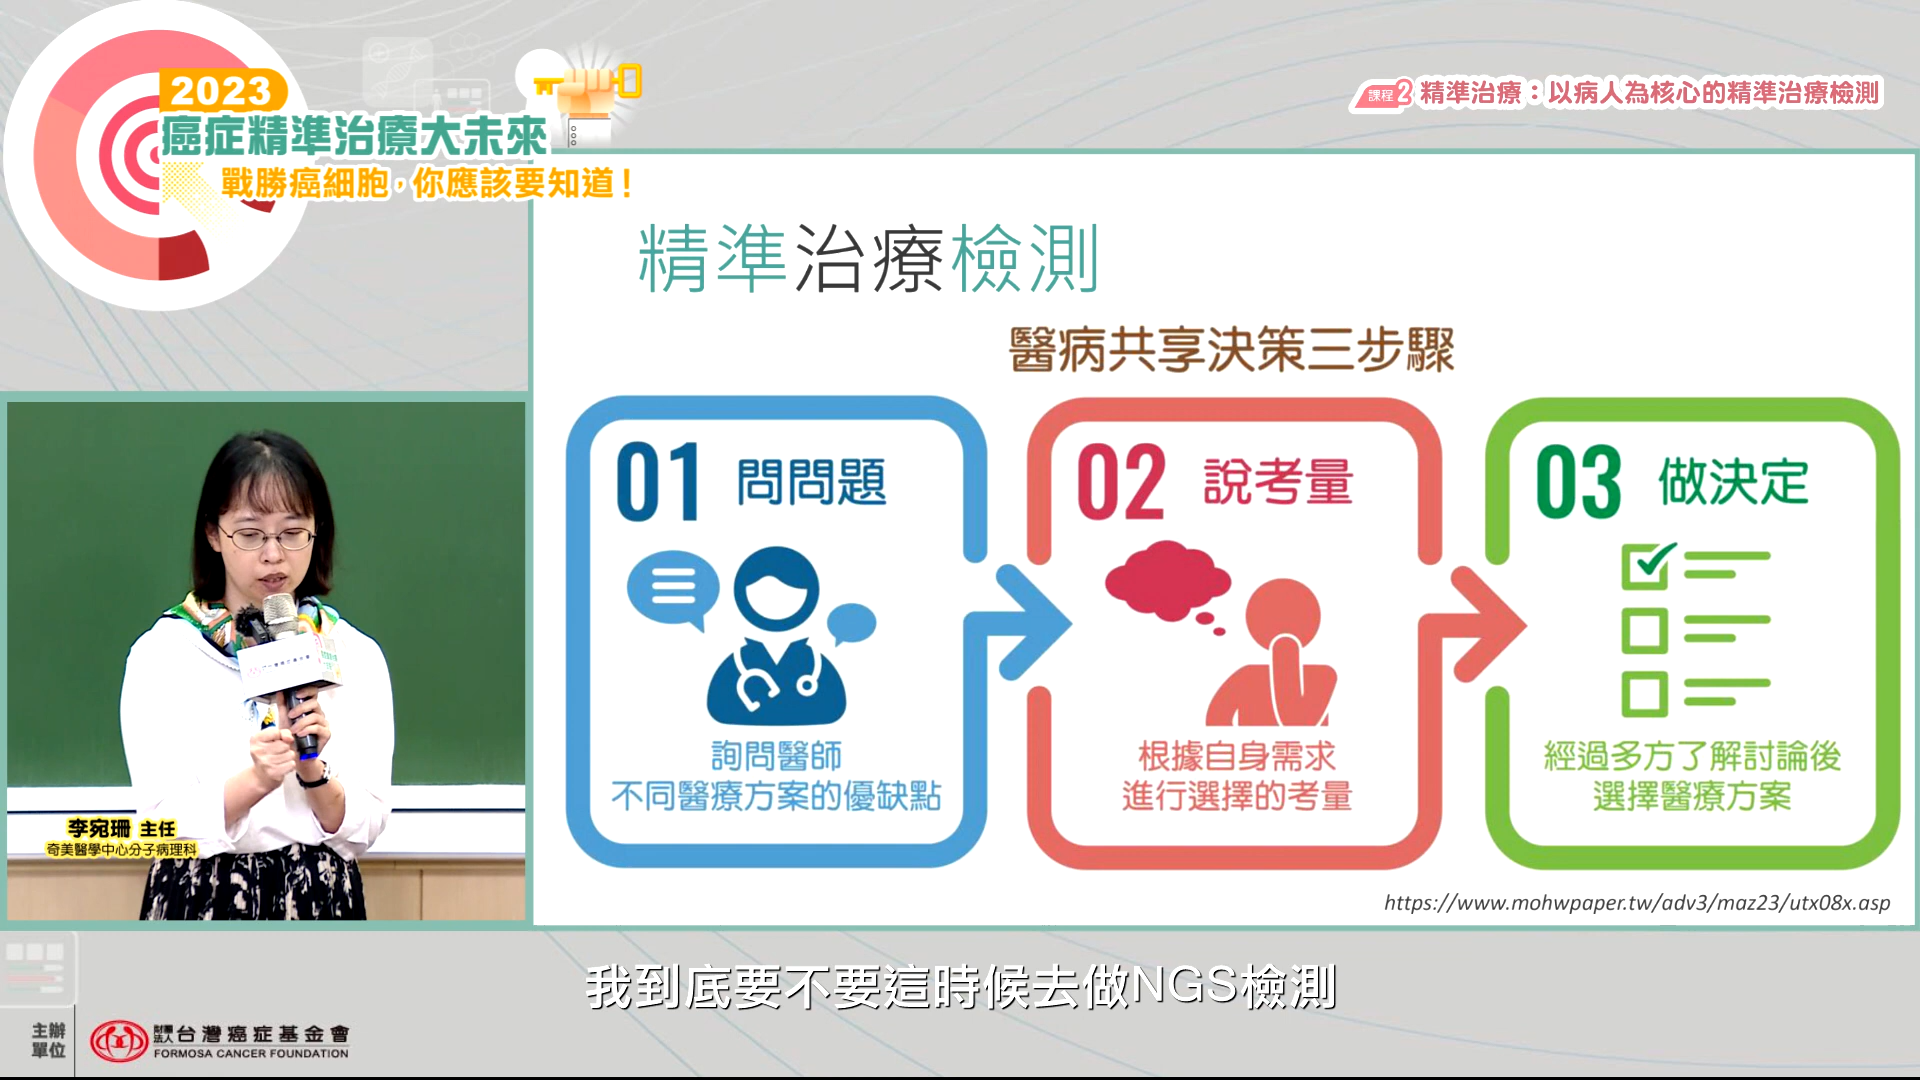 2023
癌症精準治療大未來
戰勝癌細胞，你應該要知道！
課程2 精準治療：以病人為核心的精準治療檢測
精準治療檢測
醫病共享決策三步驟
01 問問題
詢問醫師
不同醫療方案的優缺點
02 說考量
根據自身需求
進行選擇的考量
03 做決定
經過多方了解討論後
選擇醫療方案
https://www.mohwpaper.tw/adv3/maz23/utx08x.asp
李宛珊 主任
奇美醫學中心分子病理科
我到底要不要這時候去做NGS檢測
主辦
單位
財團
法人 台灣癌症基金會
FORMOSA CANCER FOUNDATION